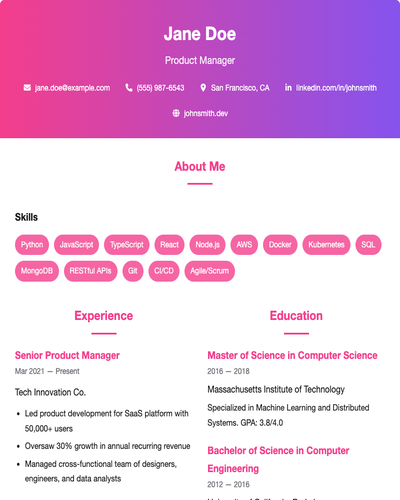 Jane Doe
Product Manager
jane.doe@example.com (555) 987-6543 San Francisco, CA linkedin.com/in/johnsmith
johnsmith.dev
About Me
Skills
Python JavaScript TypeScript React Node.js AWS Docker Kubernetes SQL
MongoDB RESTful APIs Git CI/CD Agile/Scrum
Experience
Senior Product Manager
Mar 2021 — Present
Tech Innovation Co.
Led product development for SaaS platform with
50,000+ users
Oversaw 30% growth in annual recurring revenue
Managed cross-functional team of designers,
engineers, and data analysts
Education
Master of Science in Computer Science
2016 — 2018
Massachusetts Institute of Technology
Specialized in Machine Learning and Distributed
Systems. GPA: 3.8/4.0
Bachelor of Science in Computer
Engineering
2012 — 2016